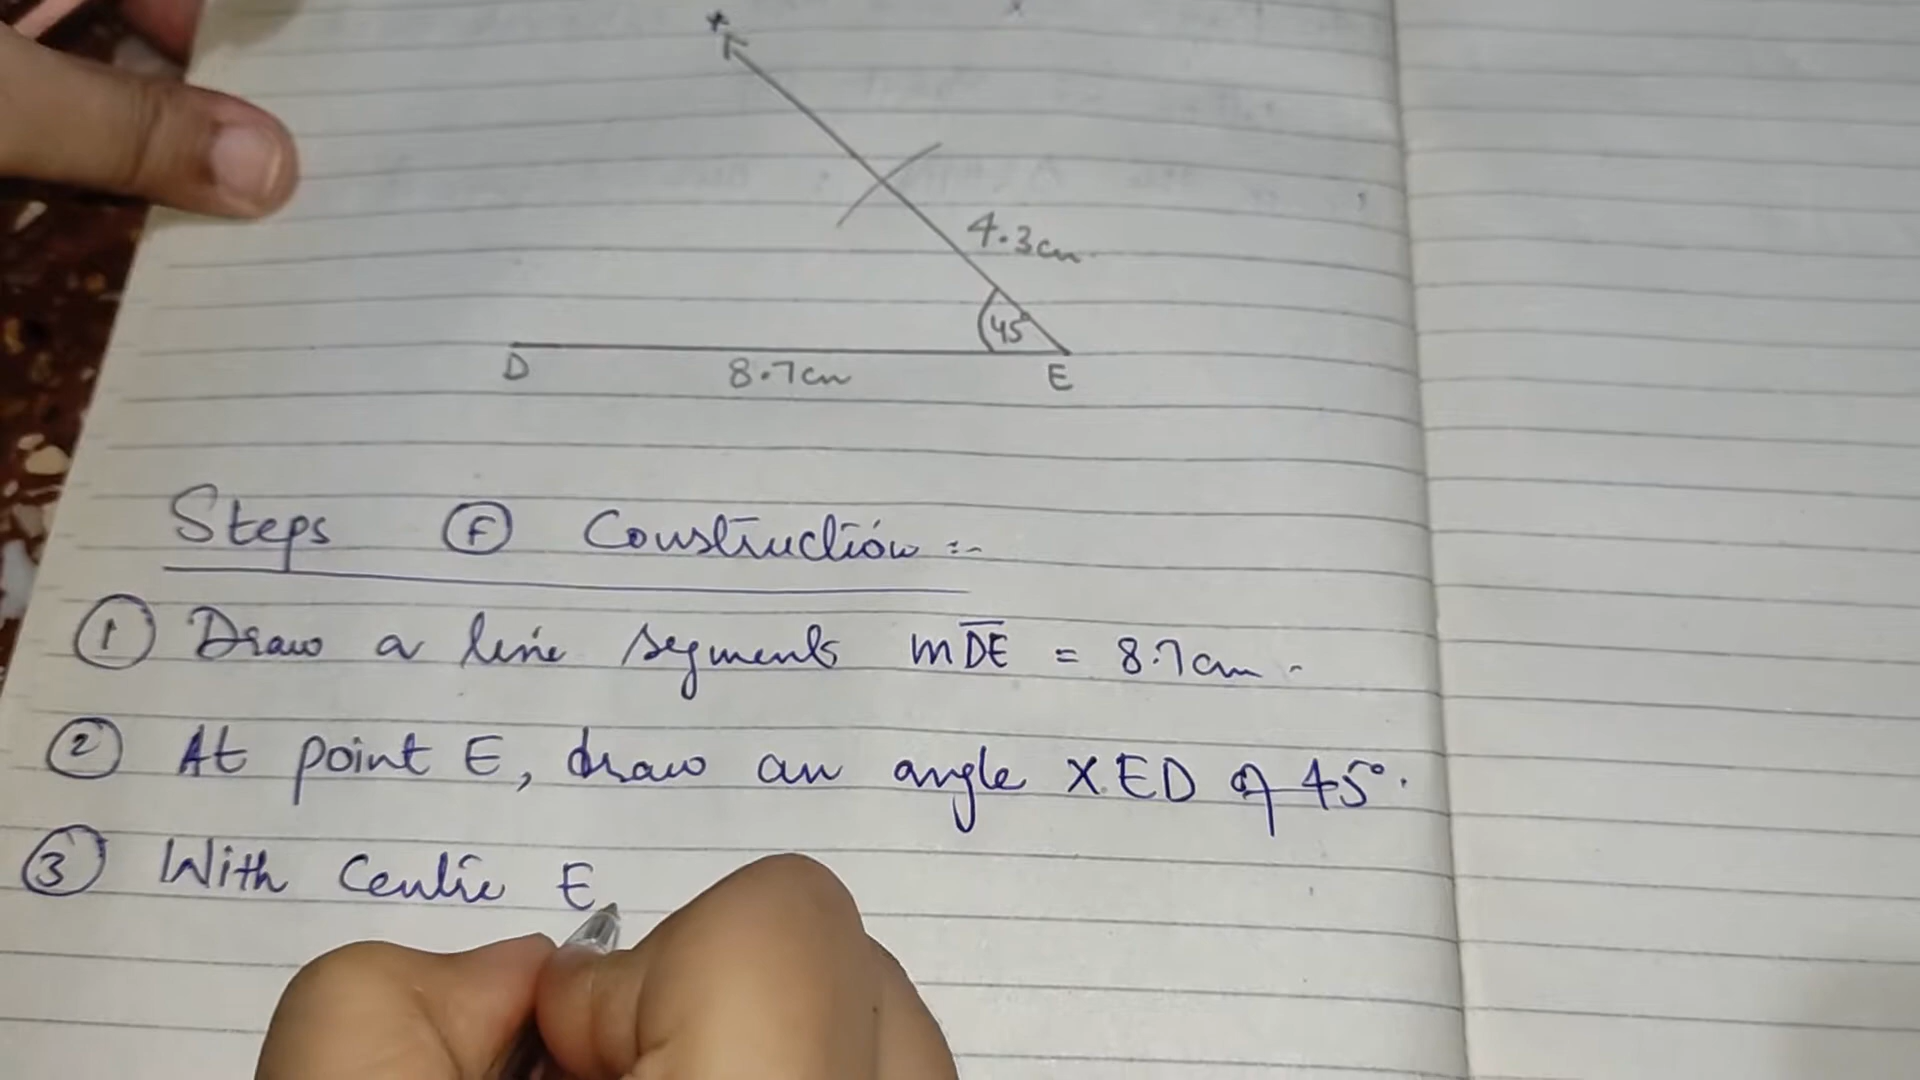 4.3cm
45°
D 8.7cm E
Steps OF Construction :-
1 Draw a line segments mDE = 8.7cm.
2 At point E, draw an angle XED of 45°.
3 With Centre E,